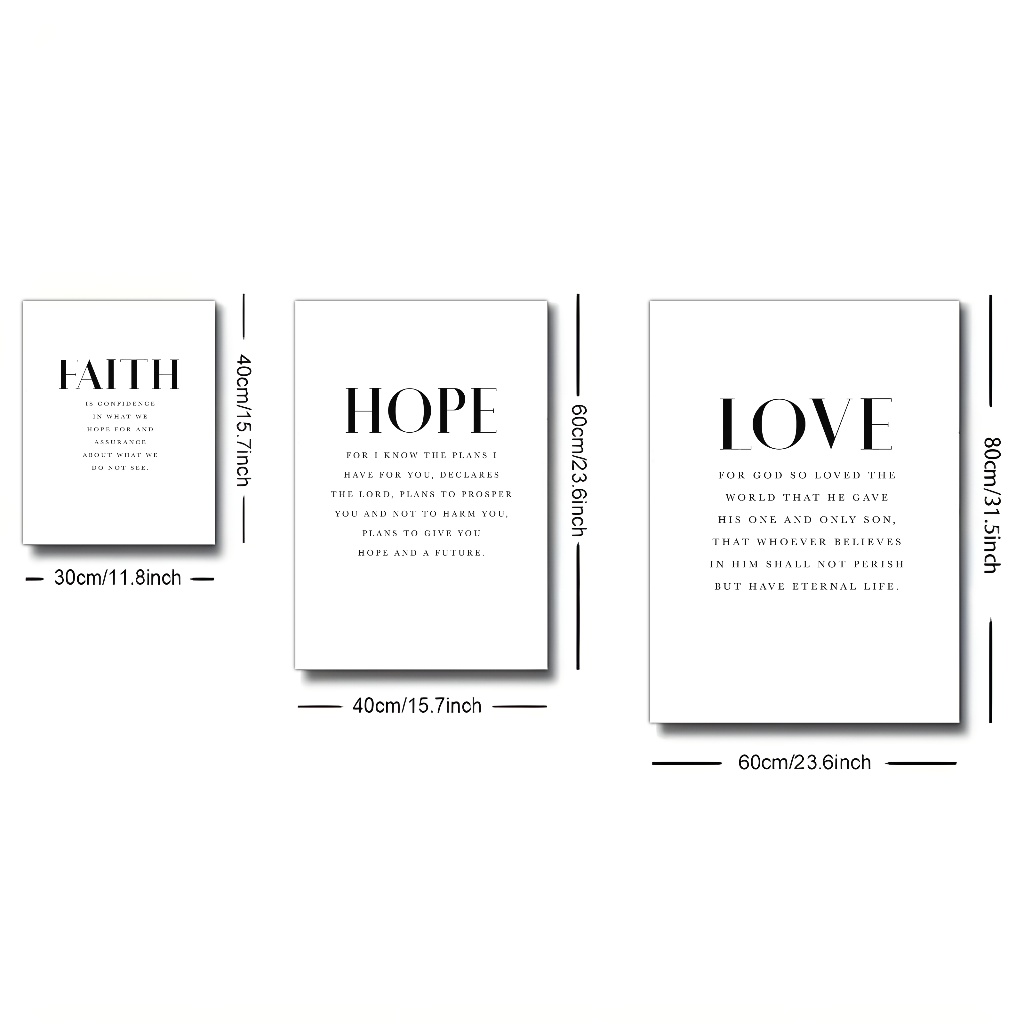 FAITH
IS CONFIDENCE
IN WHAT WE
HOPE FOR AND
ASSURANCE
ABOUT WHAT WE
DO NOT SEE.
40cm/15.7inch
30cm/11.8inch
HOPE
FOR I KNOW THE PLANS I
HAVE FOR YOU, DECLARES
THE LORD, PLANS TO PROSPER
YOU AND NOT TO HARM YOU,
PLANS TO GIVE YOU
HOPE AND A FUTURE.
60cm/23.6inch
40cm/15.7inch
LOVE
FOR GOD SO LOVED THE
WORLD THAT HE GAVE
HIS ONE AND ONLY SON,
THAT WHOEVER BELIEVES
IN HIM SHALL NOT PERISH
BUT HAVE ETERNAL LIFE.
80cm/31.5inch
60cm/23.6inch